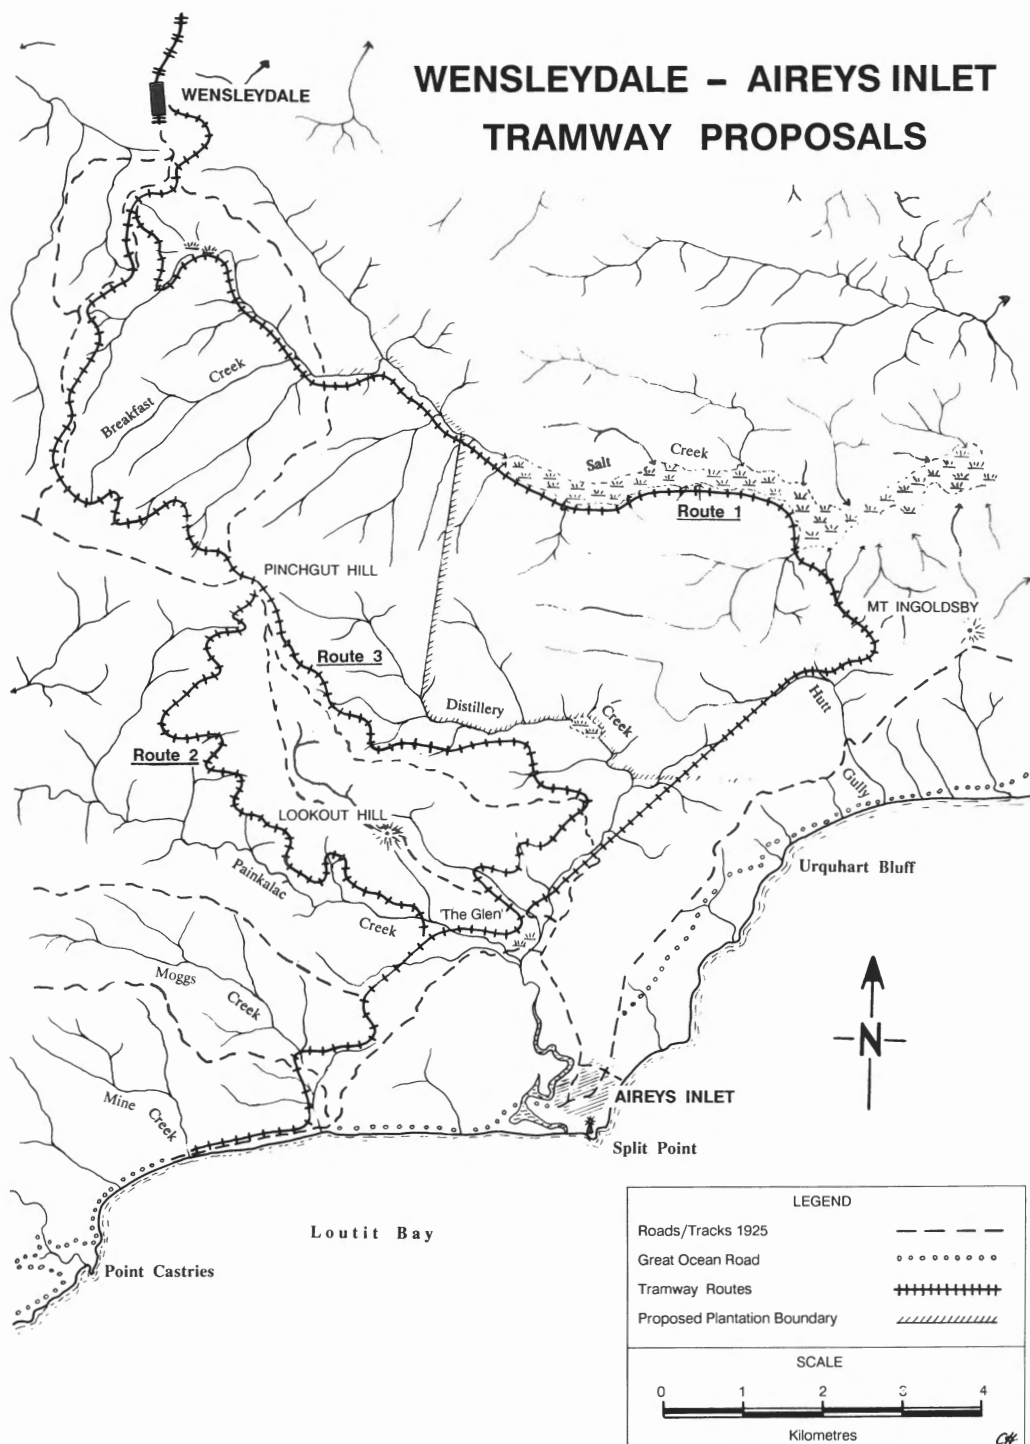 WENSLEYDALE – AIREYS INLET
TRAMWAY PROPOSALS
WENSLEYDALE
Breakfast Creek
Salt Creek
Route 1
PINCHGUT HILL
MT INGOLDSBY
Route 3
Distillery Creek
Hutt Gully
Route 2
LOOKOUT HILL
Urquhart Bluff
Painkalac Creek
'The Glen'
Moggs Creek
N
Mine Creek
AIREYS INLET
Split Point
Loutit Bay
Point Castries
LEGEND
Roads/Tracks 1925
Great Ocean Road
Tramway Routes
Proposed Plantation Boundary
SCALE
0 1 2 3 4
Kilometres